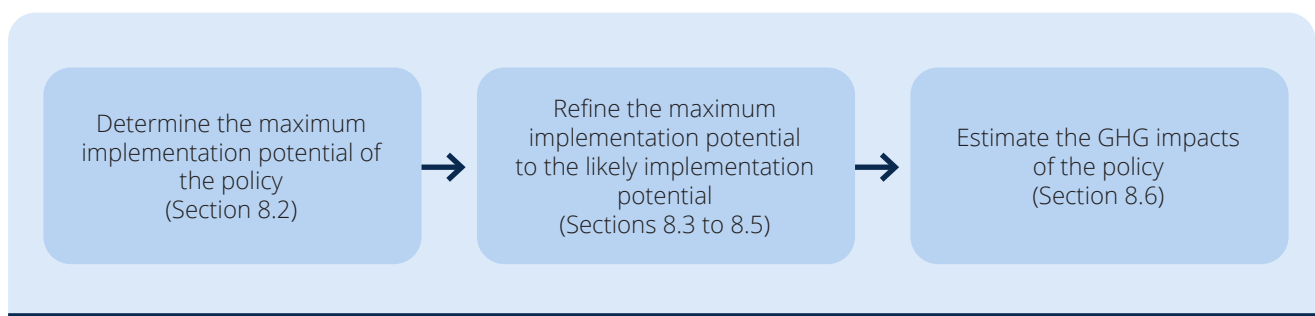 Determine the maximum
implementation potential of
the policy
(Section 8.2)
Refine the maximum
implementation potential
to the likely implementation
potential
(Sections 8.3 to 8.5)
Estimate the GHG impacts
of the policy
(Section 8.6)